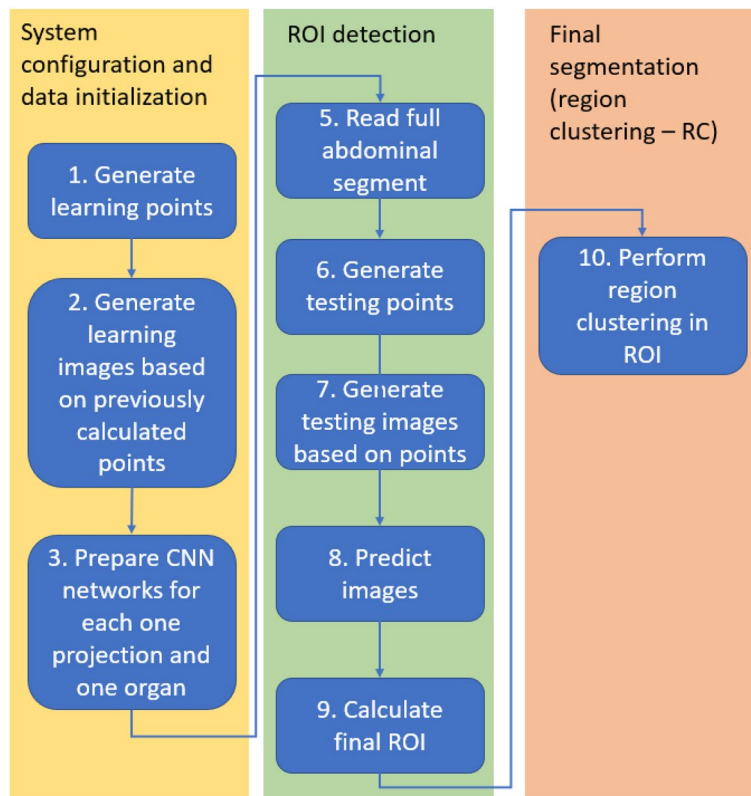 System
configuration and
data initialization
1. Generate
learning points
2. Generate
learning
images based
on previously
calculated
points
3. Prepare CNN
networks for
each one
projection and
one organ
ROI detection
5. Read full
abdominal
segment
6. Generate
testing points
7. Generate
testing images
based on points
8. Predict
images
9. Calculate
final ROI
Final
segmentation
(region
clustering – RC)
10. Perform
region
clustering in
ROI